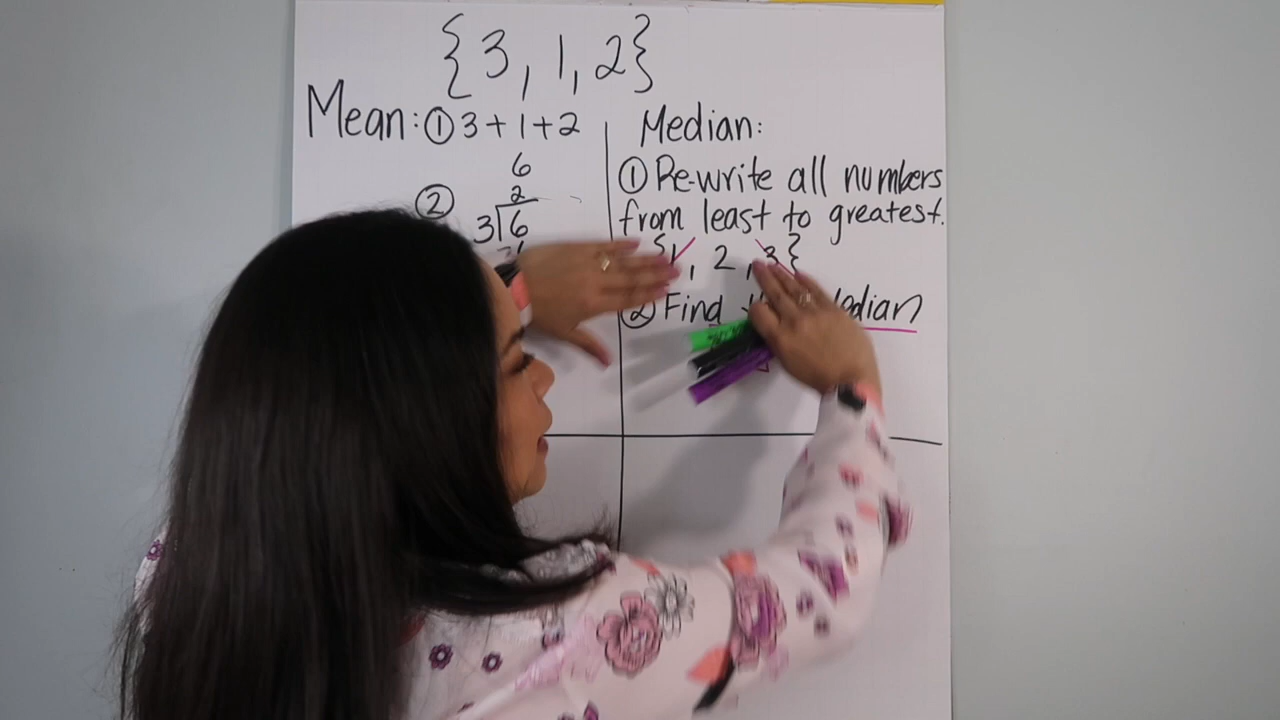 {3, 1, 2}
Mean: ① 3+1+2
6
②
2
3 6
Median:
① Re-write all numbers
from least to greatest.
{1, 2, 3}
② Find